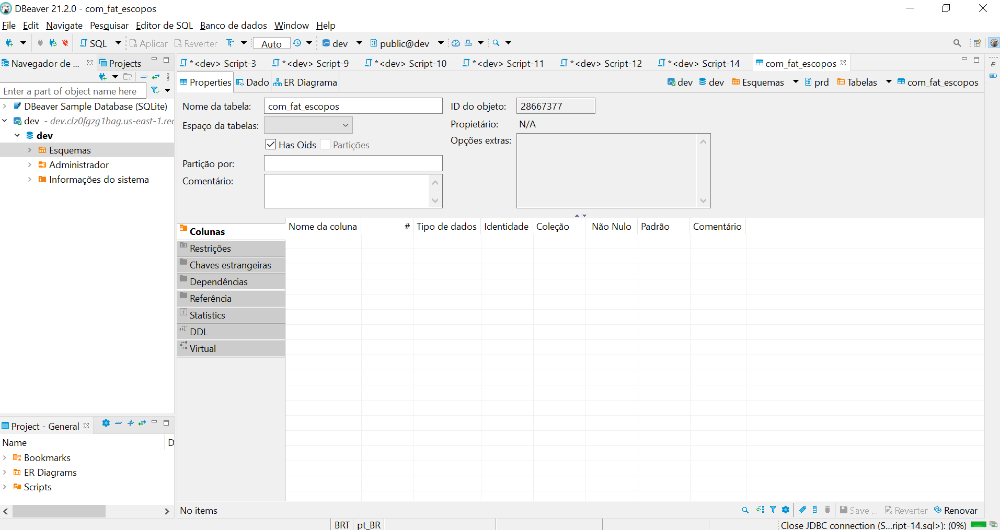 DBeaver 21.2.0 - com_fat_escopos
File Edit Navigate Pesquisar Editor de SQL Banco de dados Window Help
SQL Aplicar Reverter Auto dev public@dev
Navegador de ... Projects
*<dev> Script-3 *<dev> Script-9 *<dev> Script-10 *<dev> Script-11 *<dev> Script-12 *<dev> Script-14 com_fat_escopos
Properties Dado ER Diagrama
dev dev Esquemas prd Tabelas com_fat_escopos
Enter a part of object name here
DBeaver Sample Database (SQLite)
dev - dev.clz0fgzg1bag.us-east-1.rec
dev
Esquemas
Administrador
Informações do sistema
Nome da tabela: com_fat_escopos
Espaço da tabelas:
Has Oids Partições
Partição por:
Comentário:
ID do objeto: 28667377
Propietário: N/A
Opções extras:
Colunas
Restrições
Chaves estrangeiras
Dependências
Referência
Statistics
DDL
Virtual
Nome da coluna # Tipo de dados Identidade Coleção Não Nulo Padrão Comentário
Project - General
Name D
Bookmarks
ER Diagrams
Scripts
No items
Save ... Reverter Renovar
BRT pt_BR
Close JDBC connection (S...ript-14.sql>): (0%)